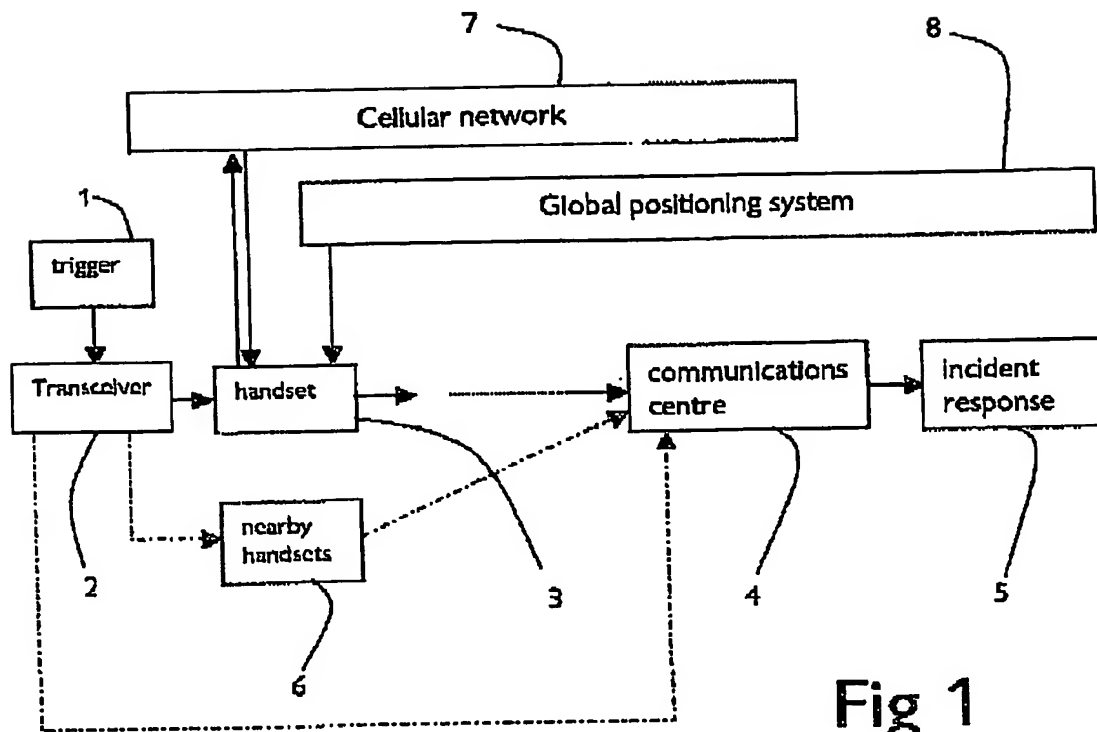 7
8
Cellular network
Global positioning system
1
trigger
Transceiver
handset
communications
centre
incident
response
nearby
handsets
2
3
4
5
6
Fig 1